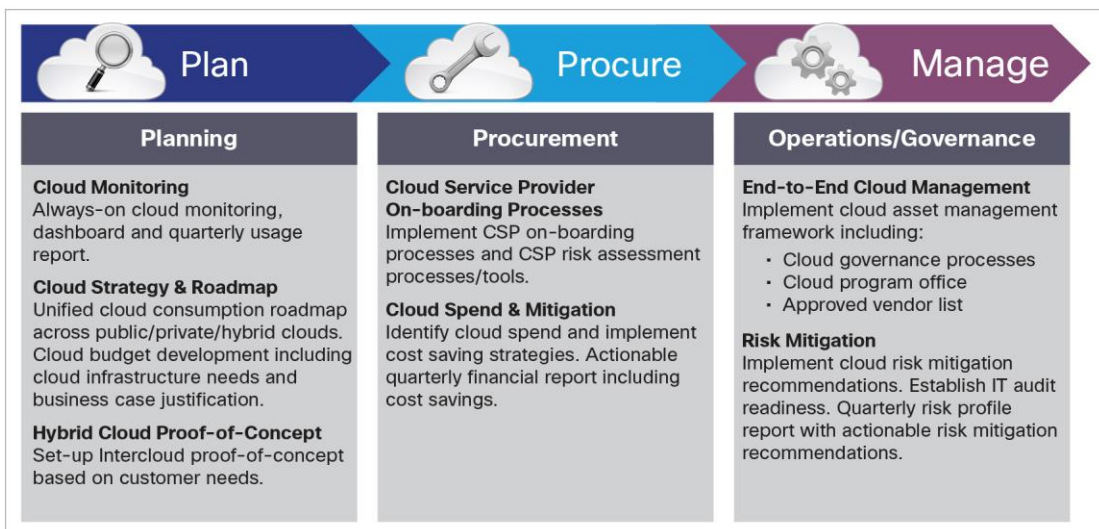 Plan
Procure
Manage
Planning
Cloud Monitoring
Always-on cloud monitoring,
dashboard and quarterly usage
report.
Cloud Strategy & Roadmap
Unified cloud consumption roadmap
across public/private/hybrid clouds.
Cloud budget development including
cloud infrastructure needs and
business case justification.
Hybrid Cloud Proof-of-Concept
Set-up Intercloud proof-of-concept
based on customer needs.
Procurement
Cloud Service Provider
On-boarding Processes
Implement CSP on-boarding
processes and CSP risk assessment
processes/tools.
Cloud Spend & Mitigation
Identify cloud spend and implement
cost saving strategies. Actionable
quarterly financial report including
cost savings.
Operations/Governance
End-to-End Cloud Management
Implement cloud asset management
framework including:
· Cloud governance processes
· Cloud program office
· Approved vendor list
Risk Mitigation
Implement cloud risk mitigation
recommendations. Establish IT audit
readiness. Quarterly risk profile
report with actionable risk mitigation
recommendations.